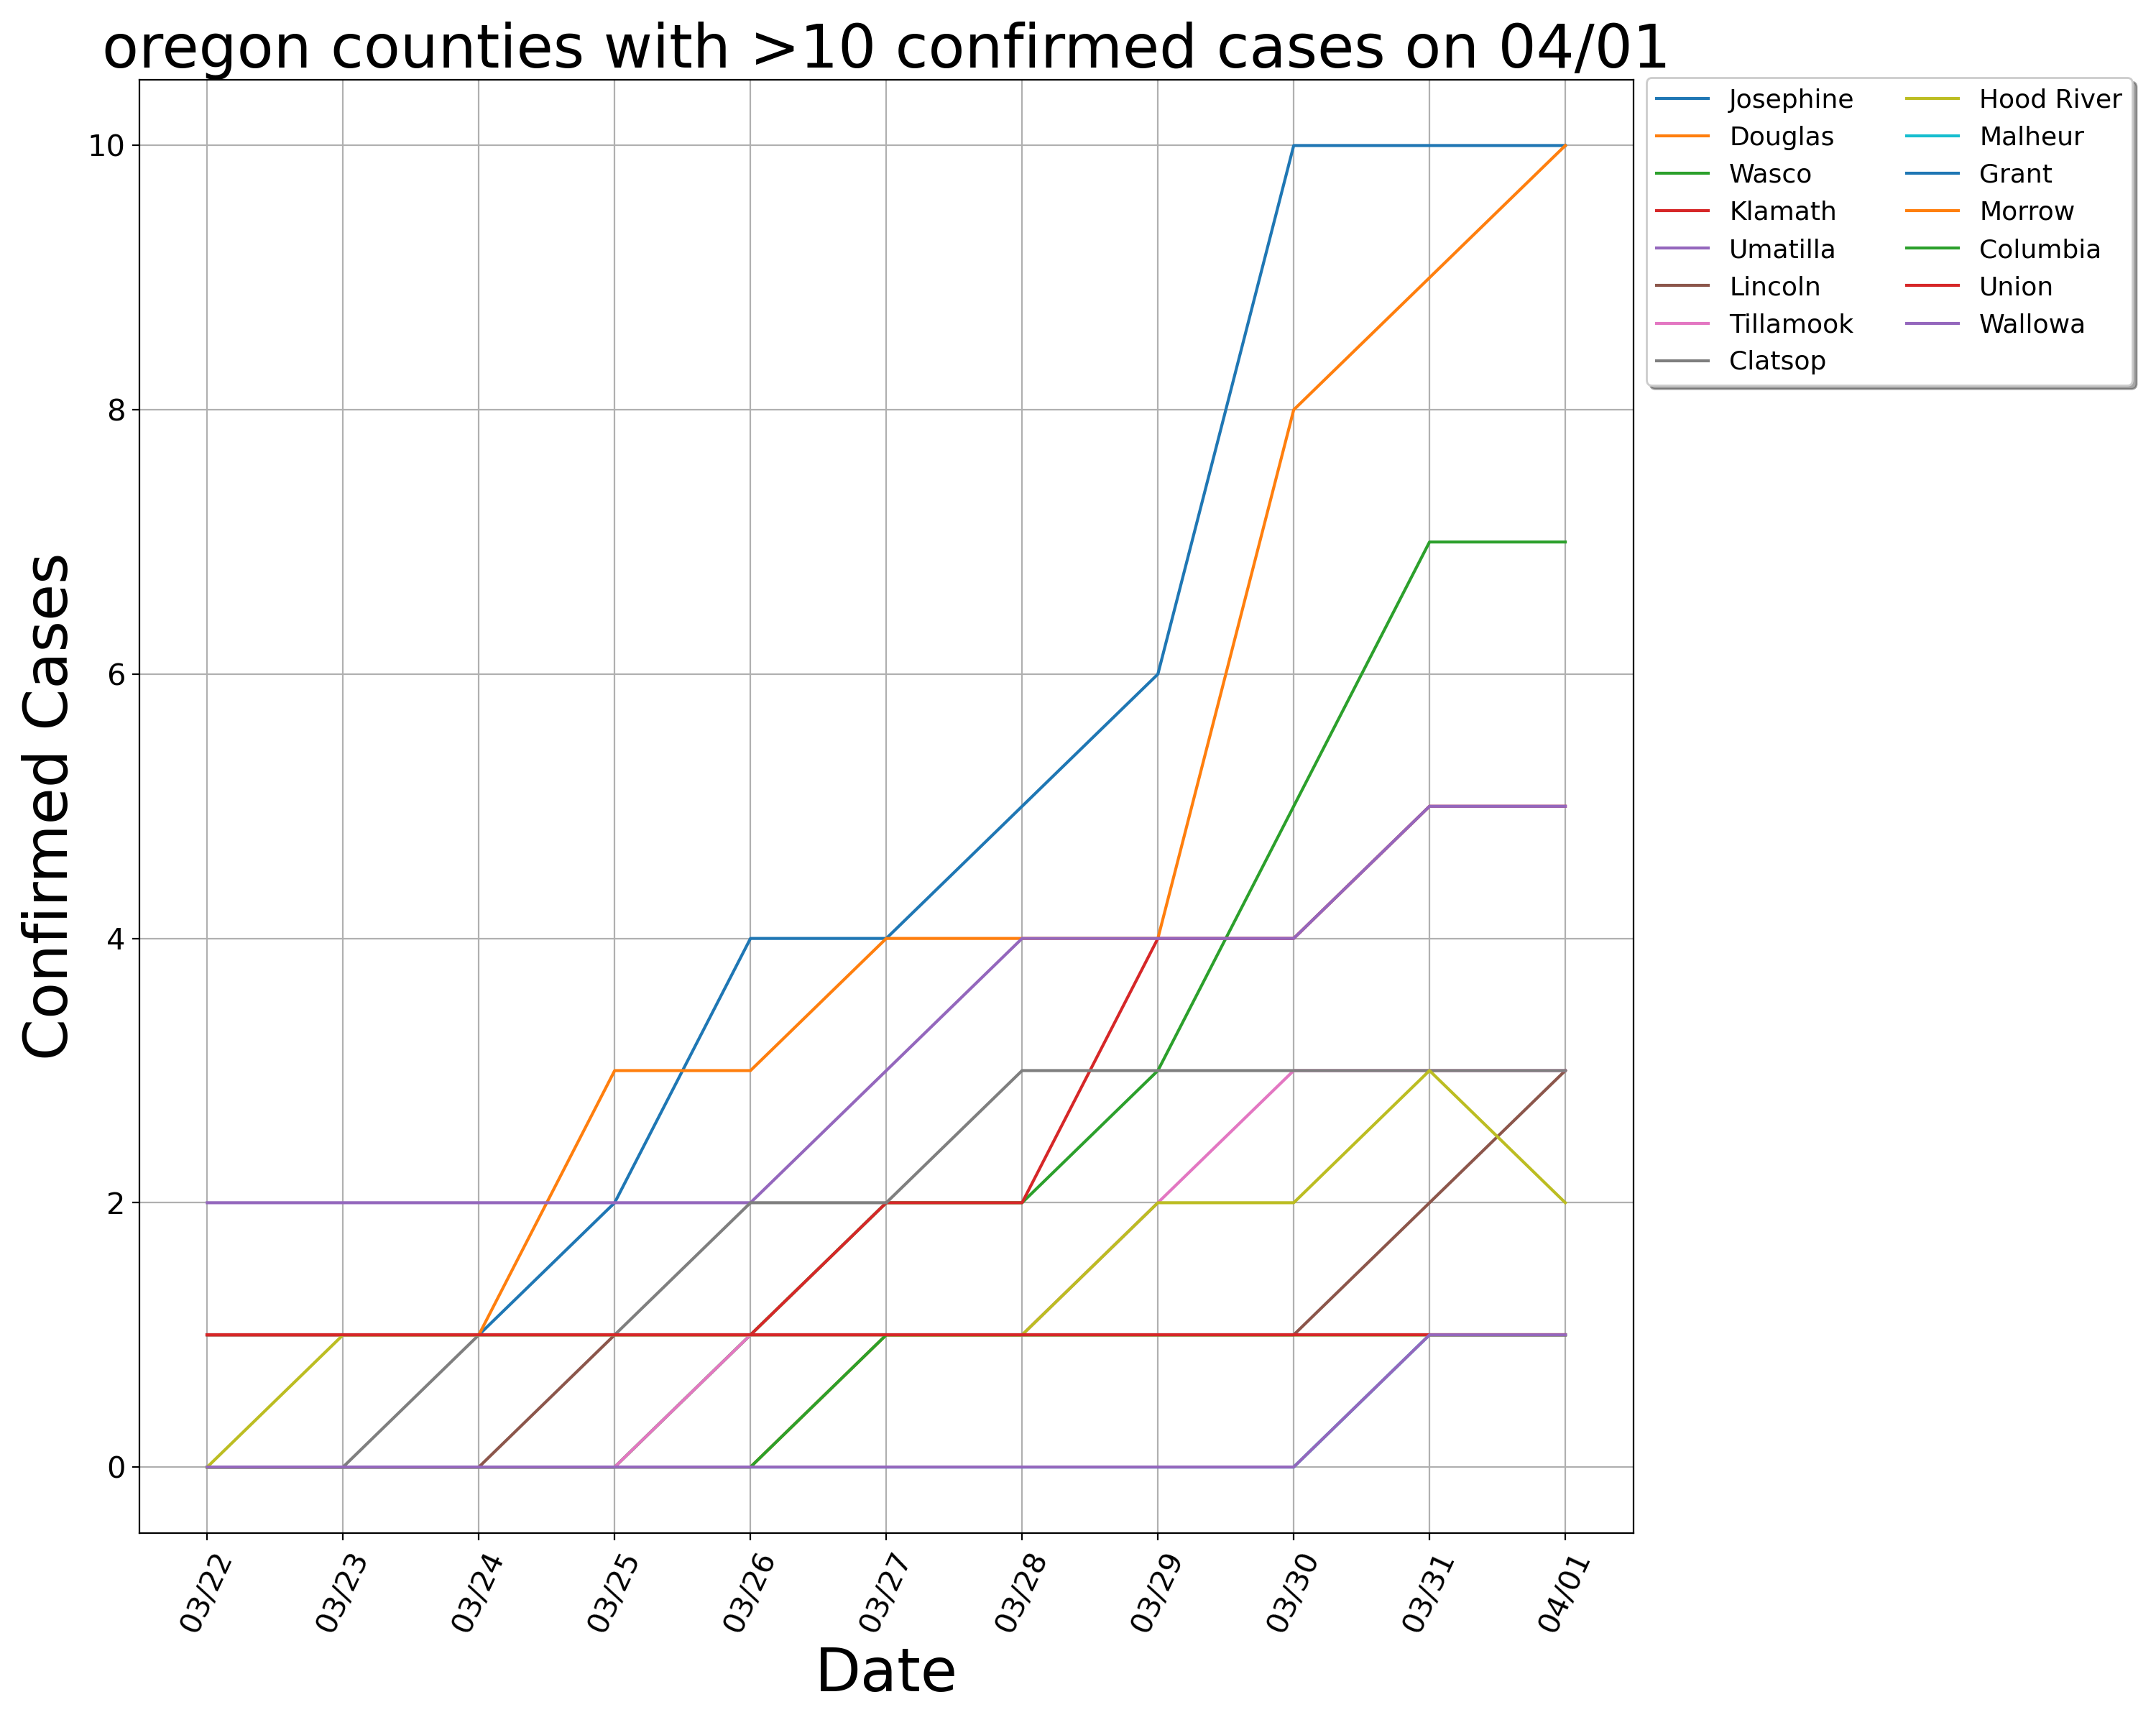 oregon counties with >10 confirmed cases on 04/01
Confirmed Cases
10
8
6
4
2
0
03/22
03/23
03/24
03/25
03/26
03/27
03/28
03/29
03/30
03/31
04/01
Date
Josephine
Douglas
Wasco
Klamath
Umatilla
Lincoln
Tillamook
Clatsop
Hood River
Malheur
Grant
Morrow
Columbia
Union
Wallowa